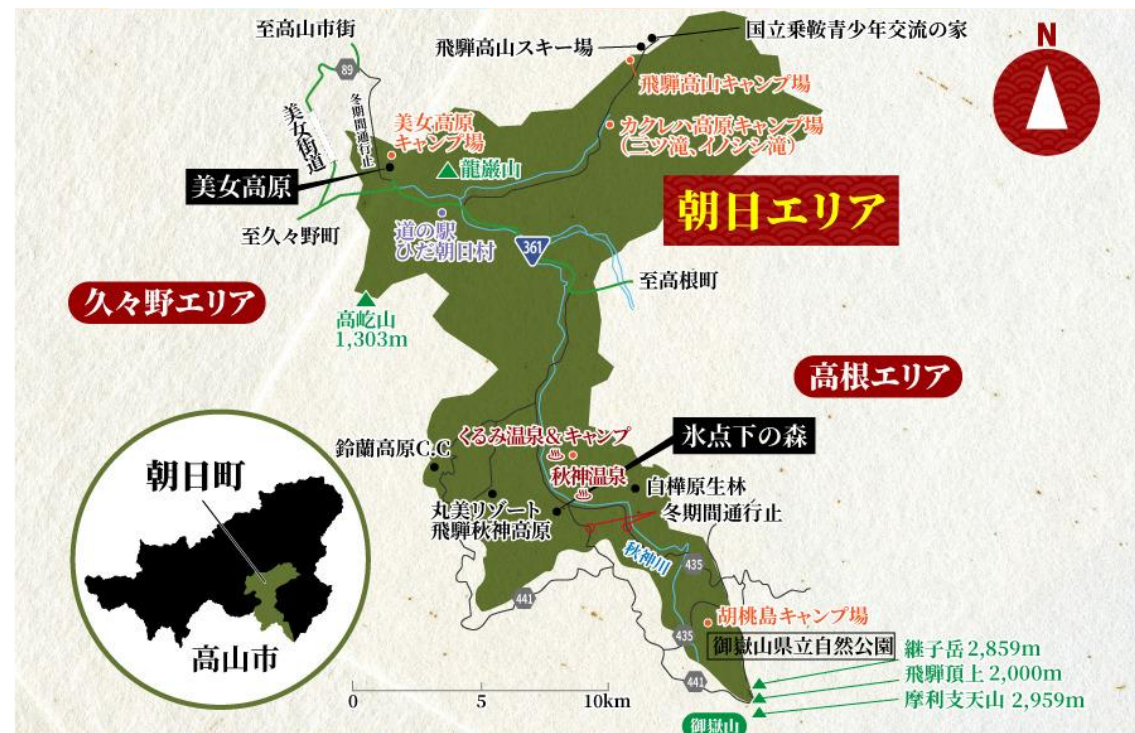 至高山市街
飛騨高山スキー場
国立乗鞍青少年交流の家
N
89
冬期間通行止
美女街道
飛騨高山キャンプ場
美女高原
キャンプ場
カクレハ高原キャンプ場
(三ツ滝、イノシシ滝)
龍巌山
美女高原
朝日エリア
至久々野町
道の駅
ひだ朝日村
361
至高根町
久々野エリア
高屹山
1,303m
高根エリア
鈴蘭高原C.C
くるみ温泉&キャンプ
氷点下の森
秋神温泉
白樺原生林
丸美リゾート
飛騨秋神高原
冬期間通行止
朝日町
秋神川
435
441
胡桃島キャンプ場
435
御嶽山県立自然公園
継子岳 2,859m
高山市
441
飛騨頂上 2,000m
摩利支天山 2,959m
0 5 10km
御嶽山